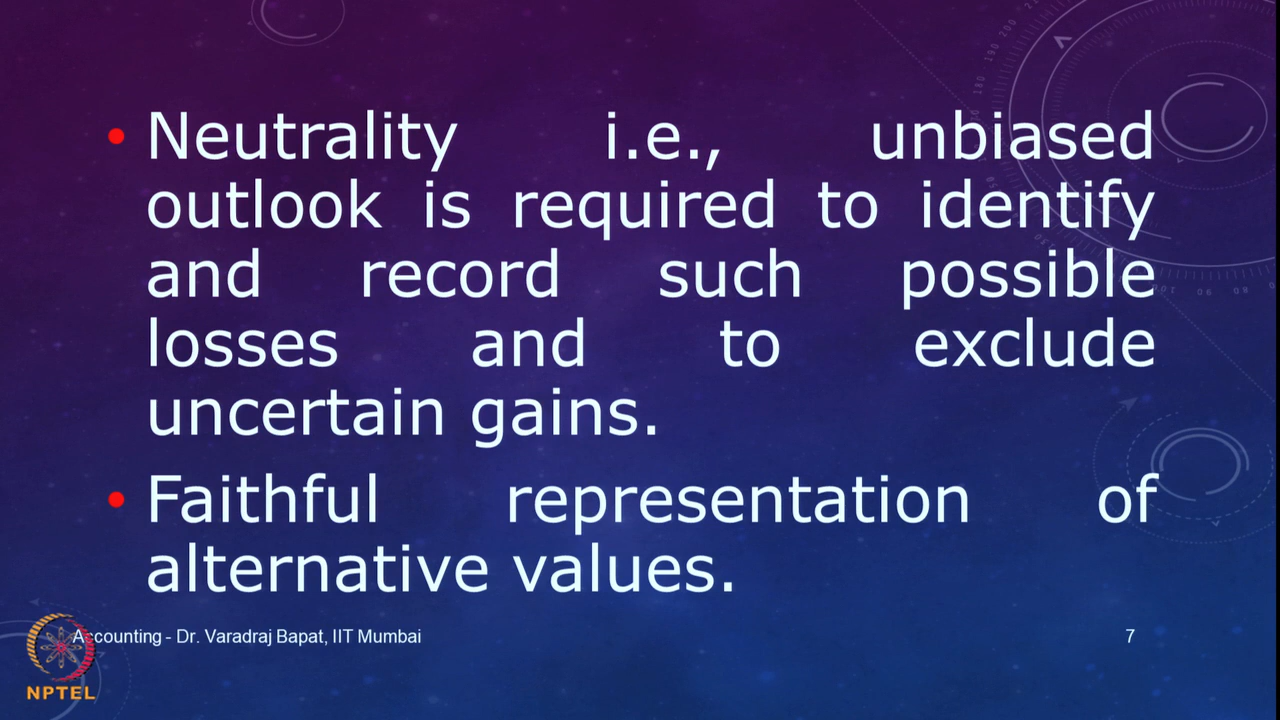 • Neutrality i.e., unbiased
outlook is required to identify
and record such possible
losses and to exclude
uncertain gains.
• Faithful representation of
alternative values.
Accounting - Dr. Varadraj Bapat, IIT Mumbai
7
NPTEL